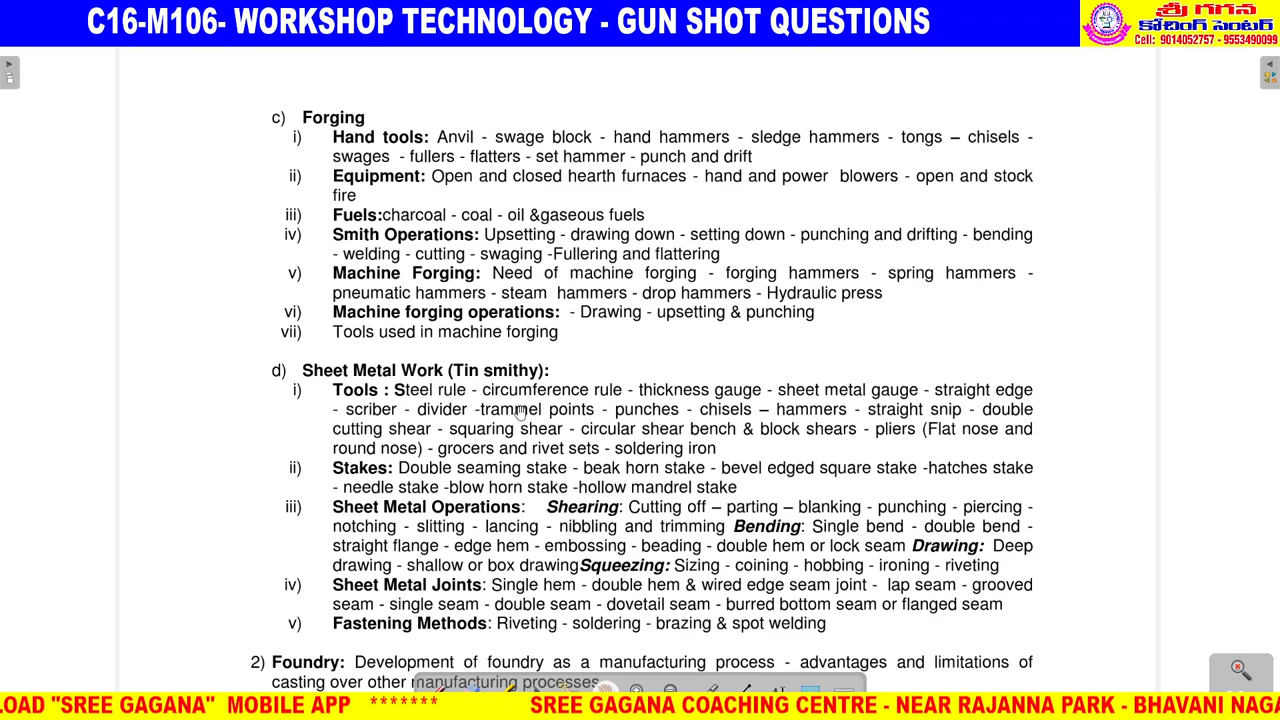 C16-M106- WORKSHOP TECHNOLOGY - GUN SHOT QUESTIONS
శ్రీ గగన
కోచింగ్ సెంటర్
Cell: 9014052757 - 9553490099
c) Forging
i) Hand tools: Anvil - swage block - hand hammers - sledge hammers - tongs – chisels -
swages - fullers - flatters - set hammer - punch and drift
ii) Equipment: Open and closed hearth furnaces - hand and power blowers - open and stock
fire
iii) Fuels:charcoal - coal - oil &gaseous fuels
iv) Smith Operations: Upsetting - drawing down - setting down - punching and drifting - bending
- welding - cutting - swaging -Fullering and flattering
v) Machine Forging: Need of machine forging - forging hammers - spring hammers -
pneumatic hammers - steam hammers - drop hammers - Hydraulic press
vi) Machine forging operations: - Drawing - upsetting & punching
vii) Tools used in machine forging
d) Sheet Metal Work (Tin smithy):
i) Tools : Steel rule - circumference rule - thickness gauge - sheet metal gauge - straight edge
- scriber - divider -trammel points - punches - chisels – hammers - straight snip - double
cutting shear - squaring shear - circular shear bench & block shears - pliers (Flat nose and
round nose) - grocers and rivet sets - soldering iron
ii) Stakes: Double seaming stake - beak horn stake - bevel edged square stake -hatches stake
- needle stake -blow horn stake -hollow mandrel stake
iii) Sheet Metal Operations: Shearing: Cutting off – parting – blanking - punching - piercing -
notching - slitting - lancing - nibbling and trimming Bending: Single bend - double bend -
straight flange - edge hem - embossing - beading - double hem or lock seam Drawing: Deep
drawing - shallow or box drawingSqueezing: Sizing - coining - hobbing - ironing - riveting
iv) Sheet Metal Joints: Single hem - double hem & wired edge seam joint - lap seam - grooved
seam - single seam - double seam - dovetail seam - burred bottom seam or flanged seam
v) Fastening Methods: Riveting - soldering - brazing & spot welding
2) Foundry: Development of foundry as a manufacturing process - advantages and limitations of
casting over other manufacturing processes
LOAD "SREE GAGANA" MOBILE APP ******* SREE GAGANA COACHING CENTRE - NEAR RAJANNA PARK - BHAVANI NAGA